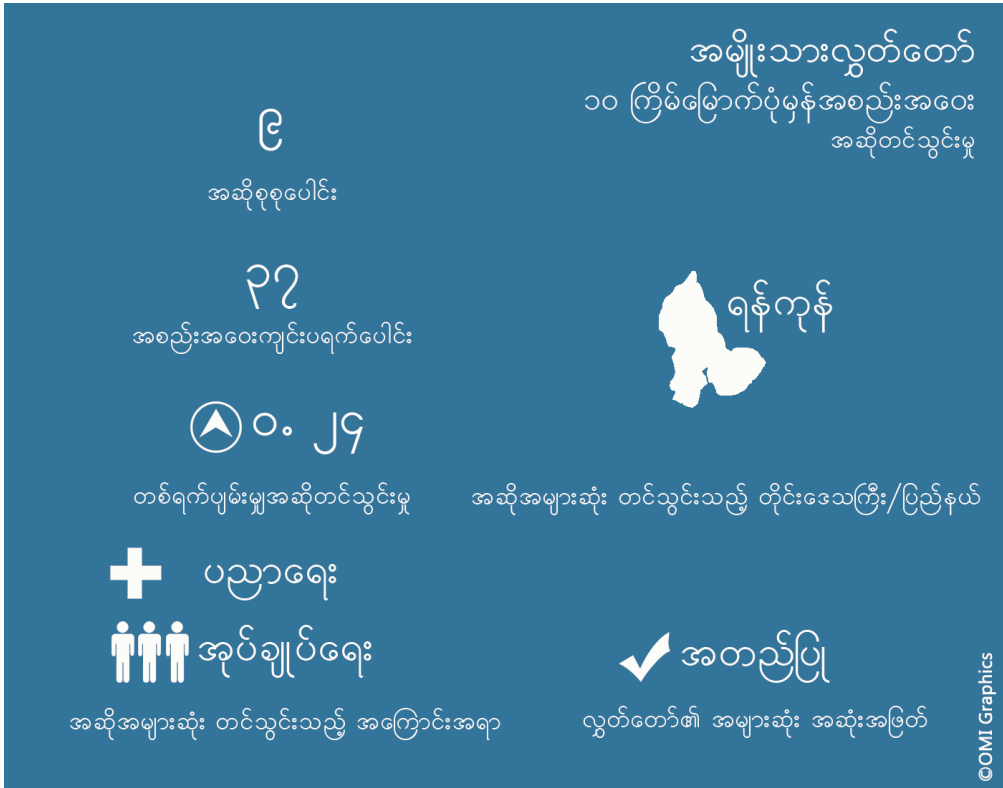 အမျိုးသားလွှတ်တော်
၁၀ ကြိမ်မြောက်ပုံမှန်အစည်းအဝေး
အဆိုတင်သွင်းမှု
၉
အဆိုစုစုပေါင်း
၃၇
အစည်းအဝေးကျင်းပရက်ပေါင်း
၀. ၂၄
တစ်ရက်ပျမ်းမျှအဆိုတင်သွင်းမှု
ရန်ကုန်
အဆိုအများဆုံး တင်သွင်းသည့် တိုင်းဒေသကြီး/ပြည်နယ်
ပညာရေး
အုပ်ချုပ်ရေး
အဆိုအများဆုံး တင်သွင်းသည့် အကြောင်းအရာ
အတည်ပြု
လွှတ်တော်၏ အများဆုံး အဆုံးအဖြတ်
©OMI Graphics